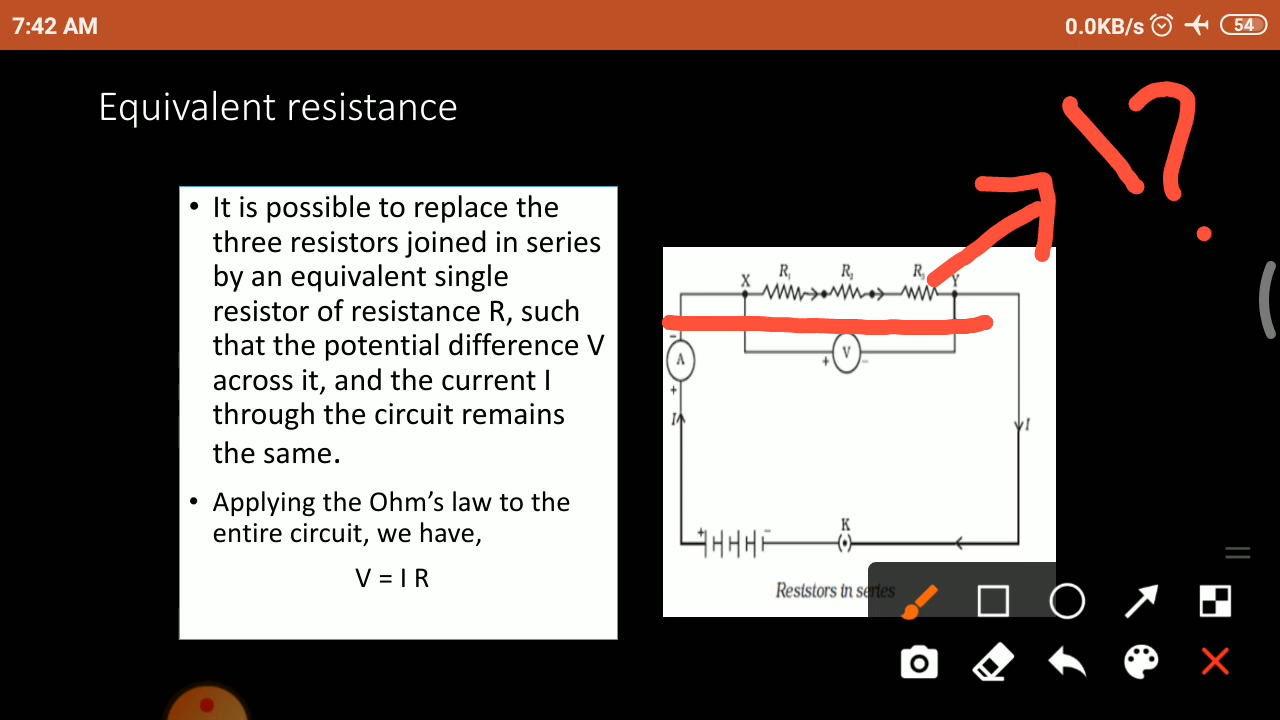 7:42 AM 0.0KB/s 54
Equivalent resistance
• It is possible to replace the
three resistors joined in series
by an equivalent single
resistor of resistance R, such
that the potential difference V
across it, and the current I
through the circuit remains
the same.
• Applying the Ohm’s law to the
entire circuit, we have,
V = I R
X R₁ R₂ R₃ Y
+ V -
-
A
+
I I
+ - K
Resistors in series
\?